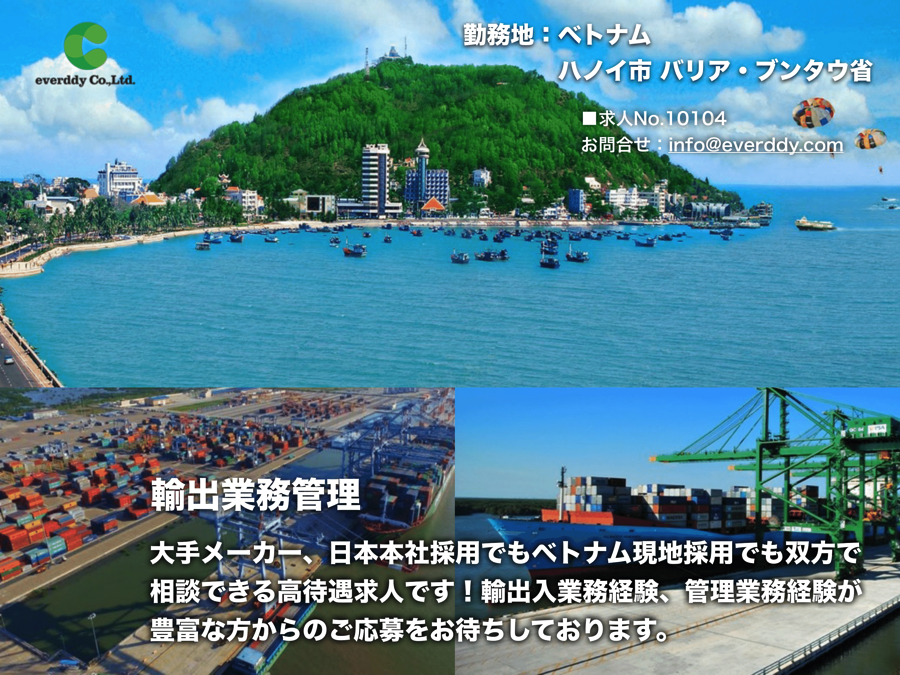 everddy Co.,Ltd.
勤務地：ベトナム
ハノイ市 バリア・ブンタウ省
■求人No.10104
お問合せ：info@everddy.com
輸出業務管理
大手メーカー、日本本社採用でもベトナム現地採用でも双方で
相談できる高待遇求人です！輸出入業務経験、管理業務経験が
豊富な方からのご応募をお待ちしております。